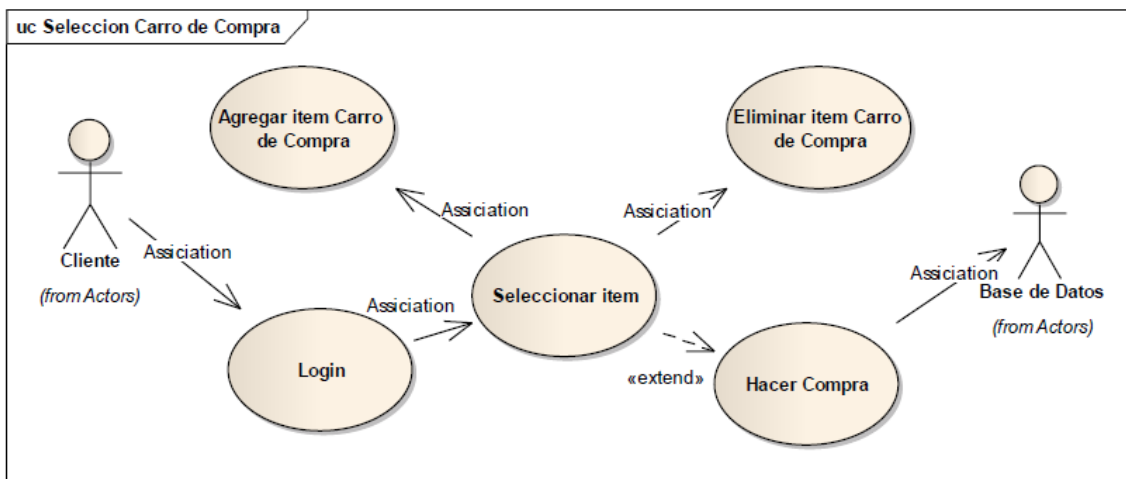 uc Seleccion Carro de Compra
Agregar item Carro
de Compra
Eliminar item Carro
de Compra
Assiciation
Assiciation
Cliente
(from Actors)
Assiciation
Assiciation
Seleccionar item
Assiciation
Base de Datos
(from Actors)
Login
«extend»
Hacer Compra